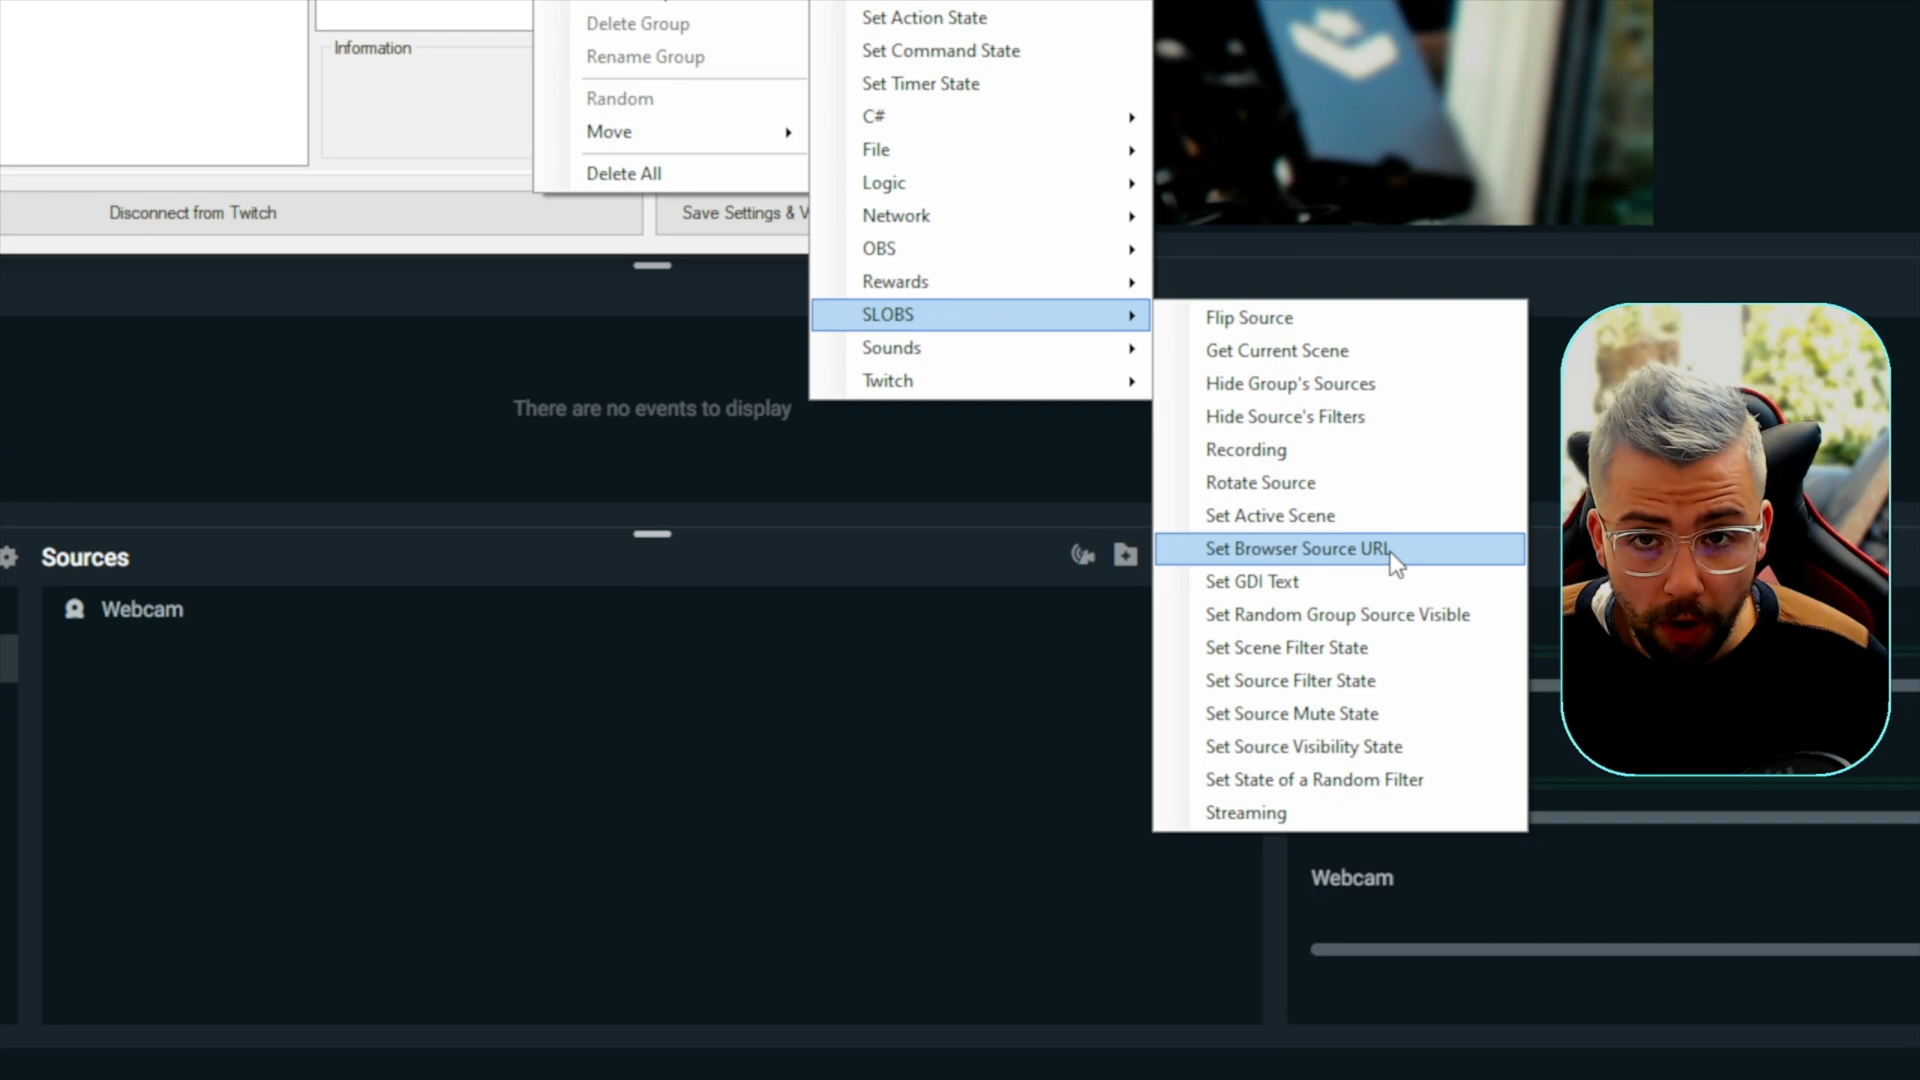 Information
Disconnect from Twitch
Save Settings & V
Delete Group
Rename Group
Random
Move
Delete All
Set Action State
Set Command State
Set Timer State
C#
File
Logic
Network
OBS
Rewards
SLOBS
Sounds
Twitch
Flip Source
Get Current Scene
Hide Group's Sources
Hide Source's Filters
Recording
Rotate Source
Set Active Scene
Set Browser Source URL
Set GDI Text
Set Random Group Source Visible
Set Scene Filter State
Set Source Filter State
Set Source Mute State
Set Source Visibility State
Set State of a Random Filter
Streaming
There are no events to display
Sources
Webcam
Webcam